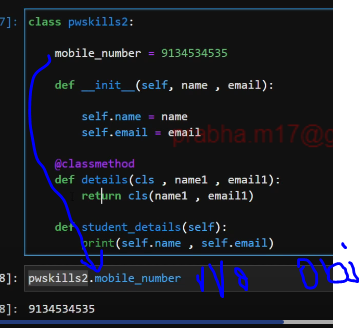 7]: class pwskills2:
mobile_number = 9134534535
def __init__(self, name , email):
self.name = name
self.email = email
prabha.m17@g
@classmethod
def details(cls , name1 , email1):
return cls(name1 , email1)
def student_details(self):
print(self.name , self.email)
8]: pwskills2.mobile_number
No obj
8]: 9134534535